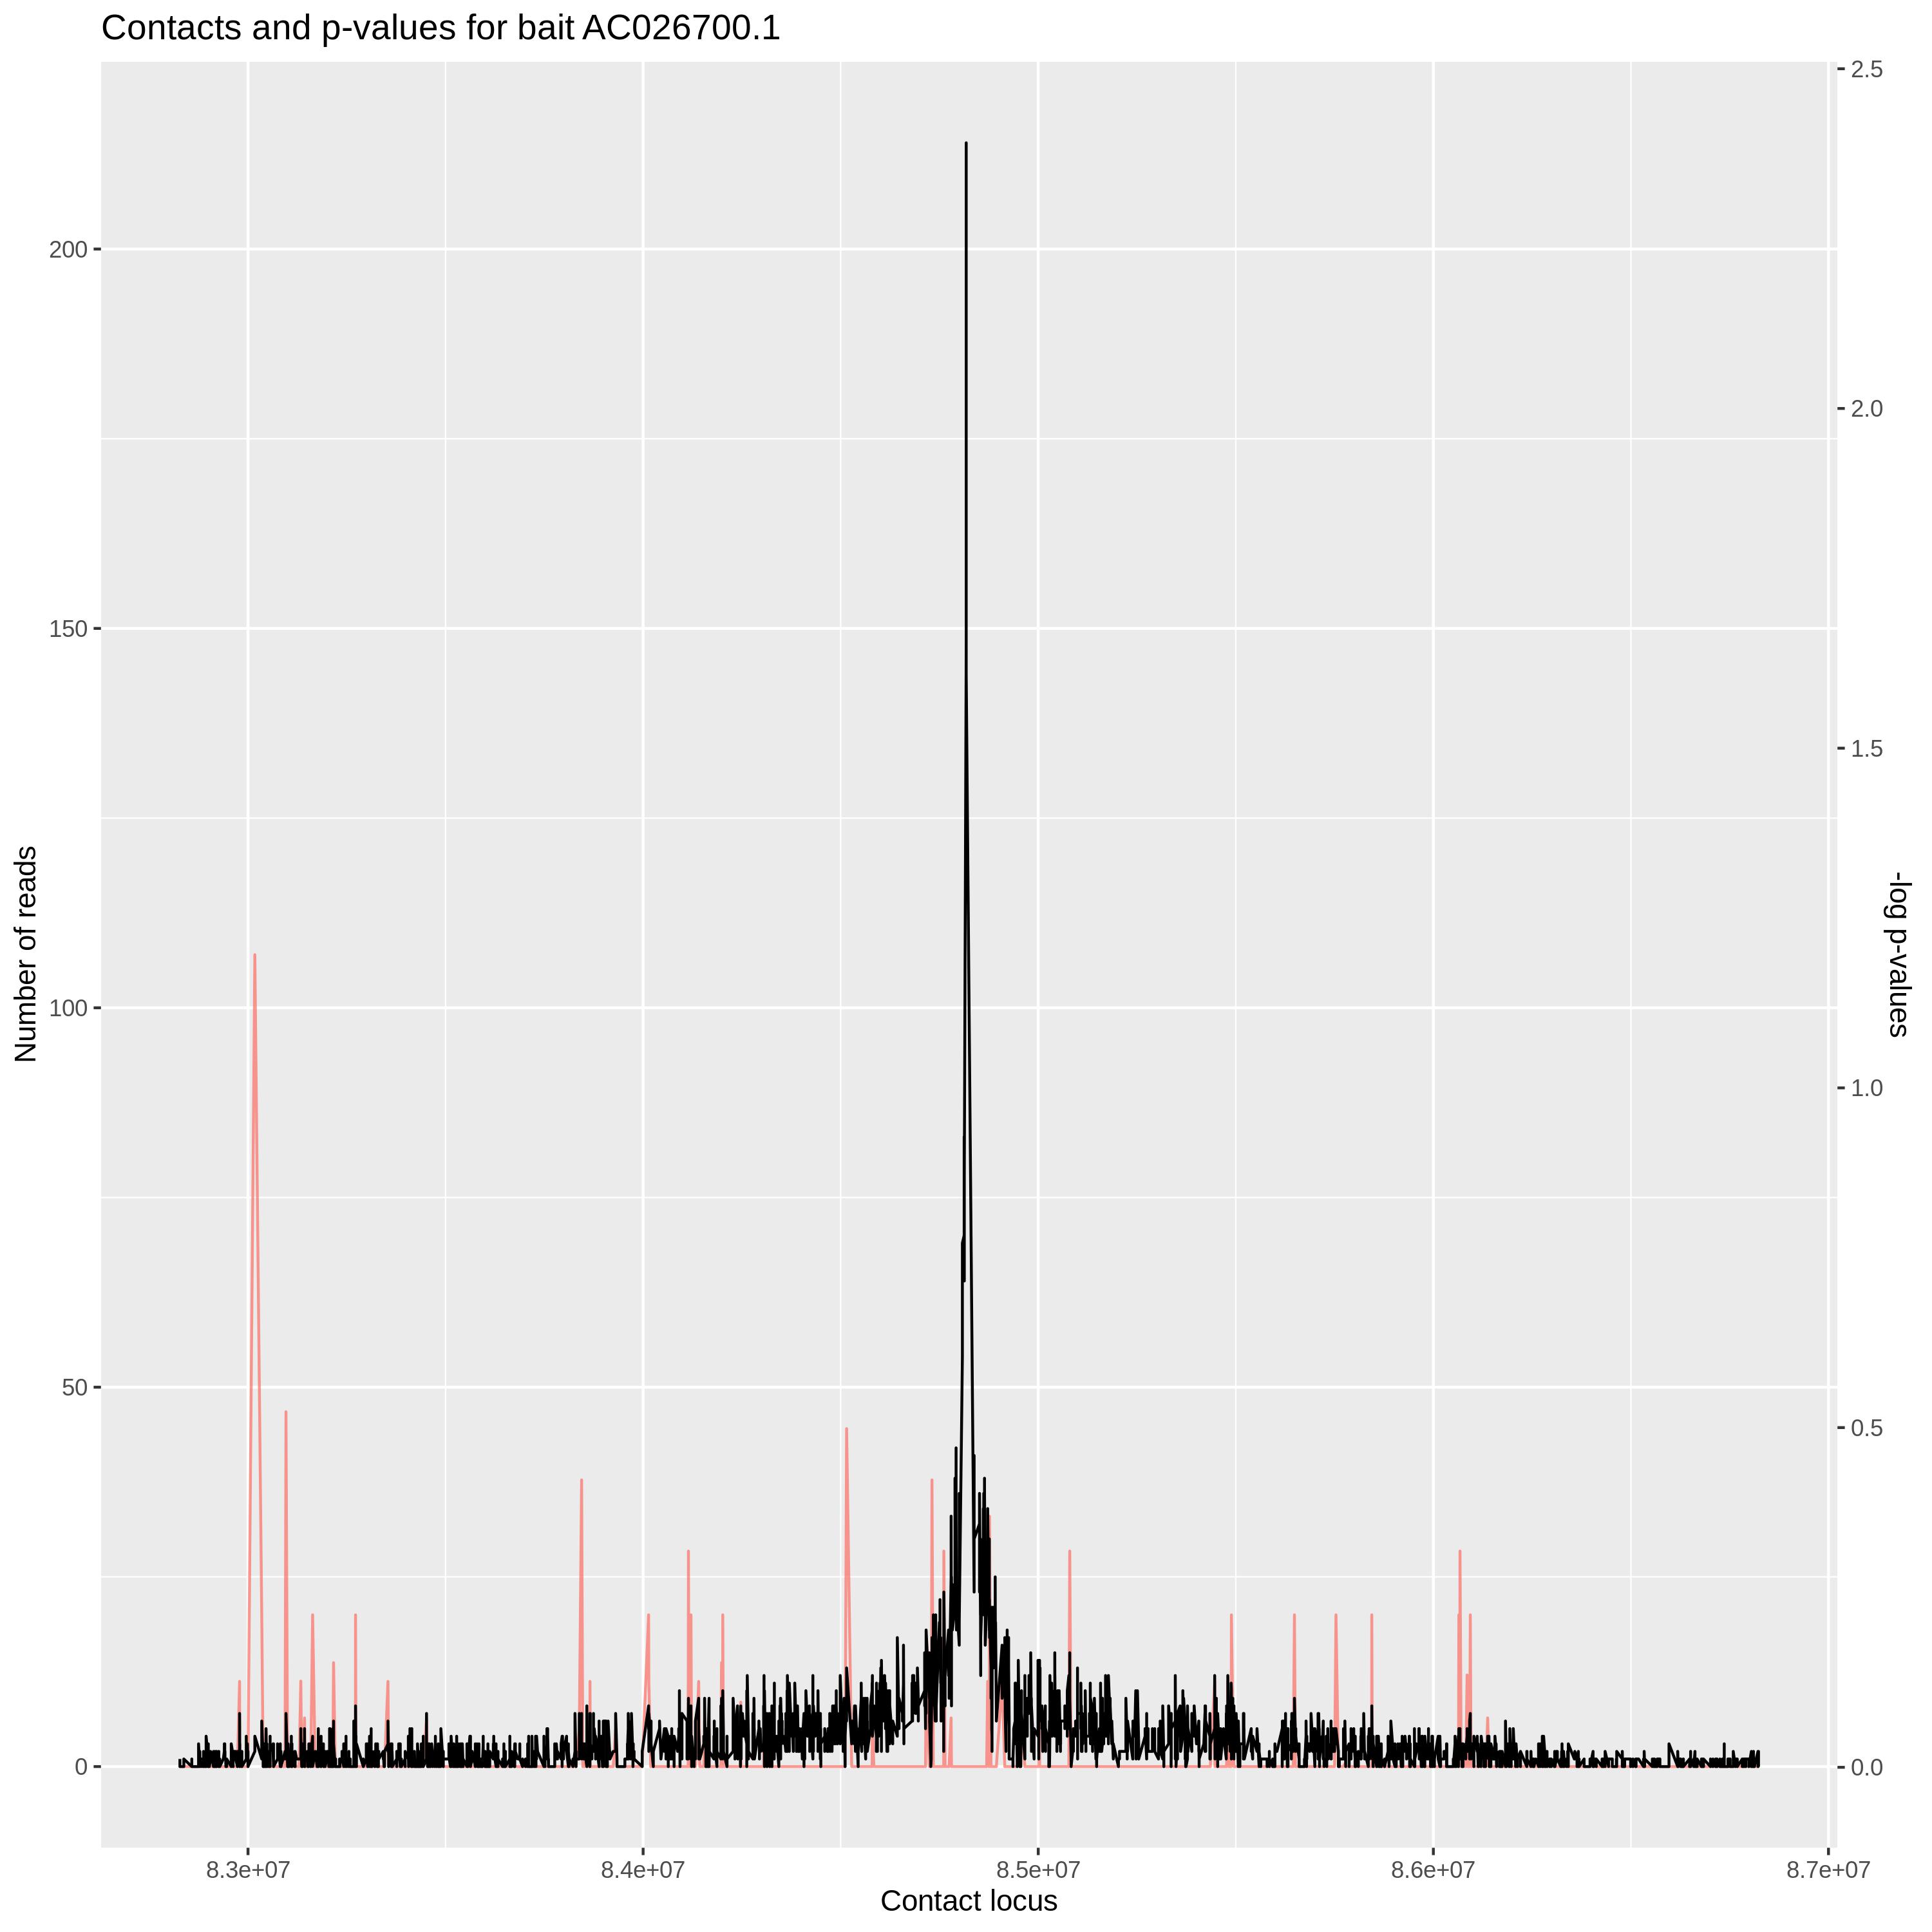 Contacts and p-values for bait AC026700.1
2.5
200
2.0
150
1.5
Number of reads
-log p-values
100
1.0
50
0.5
0
0.0
8.3e+07
8.4e+07
8.5e+07
8.6e+07
8.7e+07
Contact locus